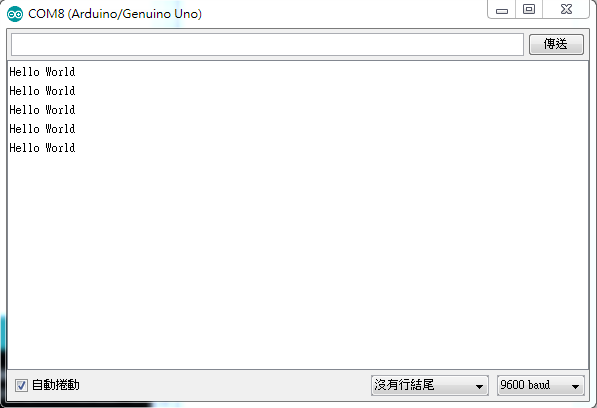 COM8 (Arduino/Genuino Uno)
傳送
Hello World
Hello World
Hello World
Hello World
Hello World
自動捲動
沒有行結尾
9600 baud